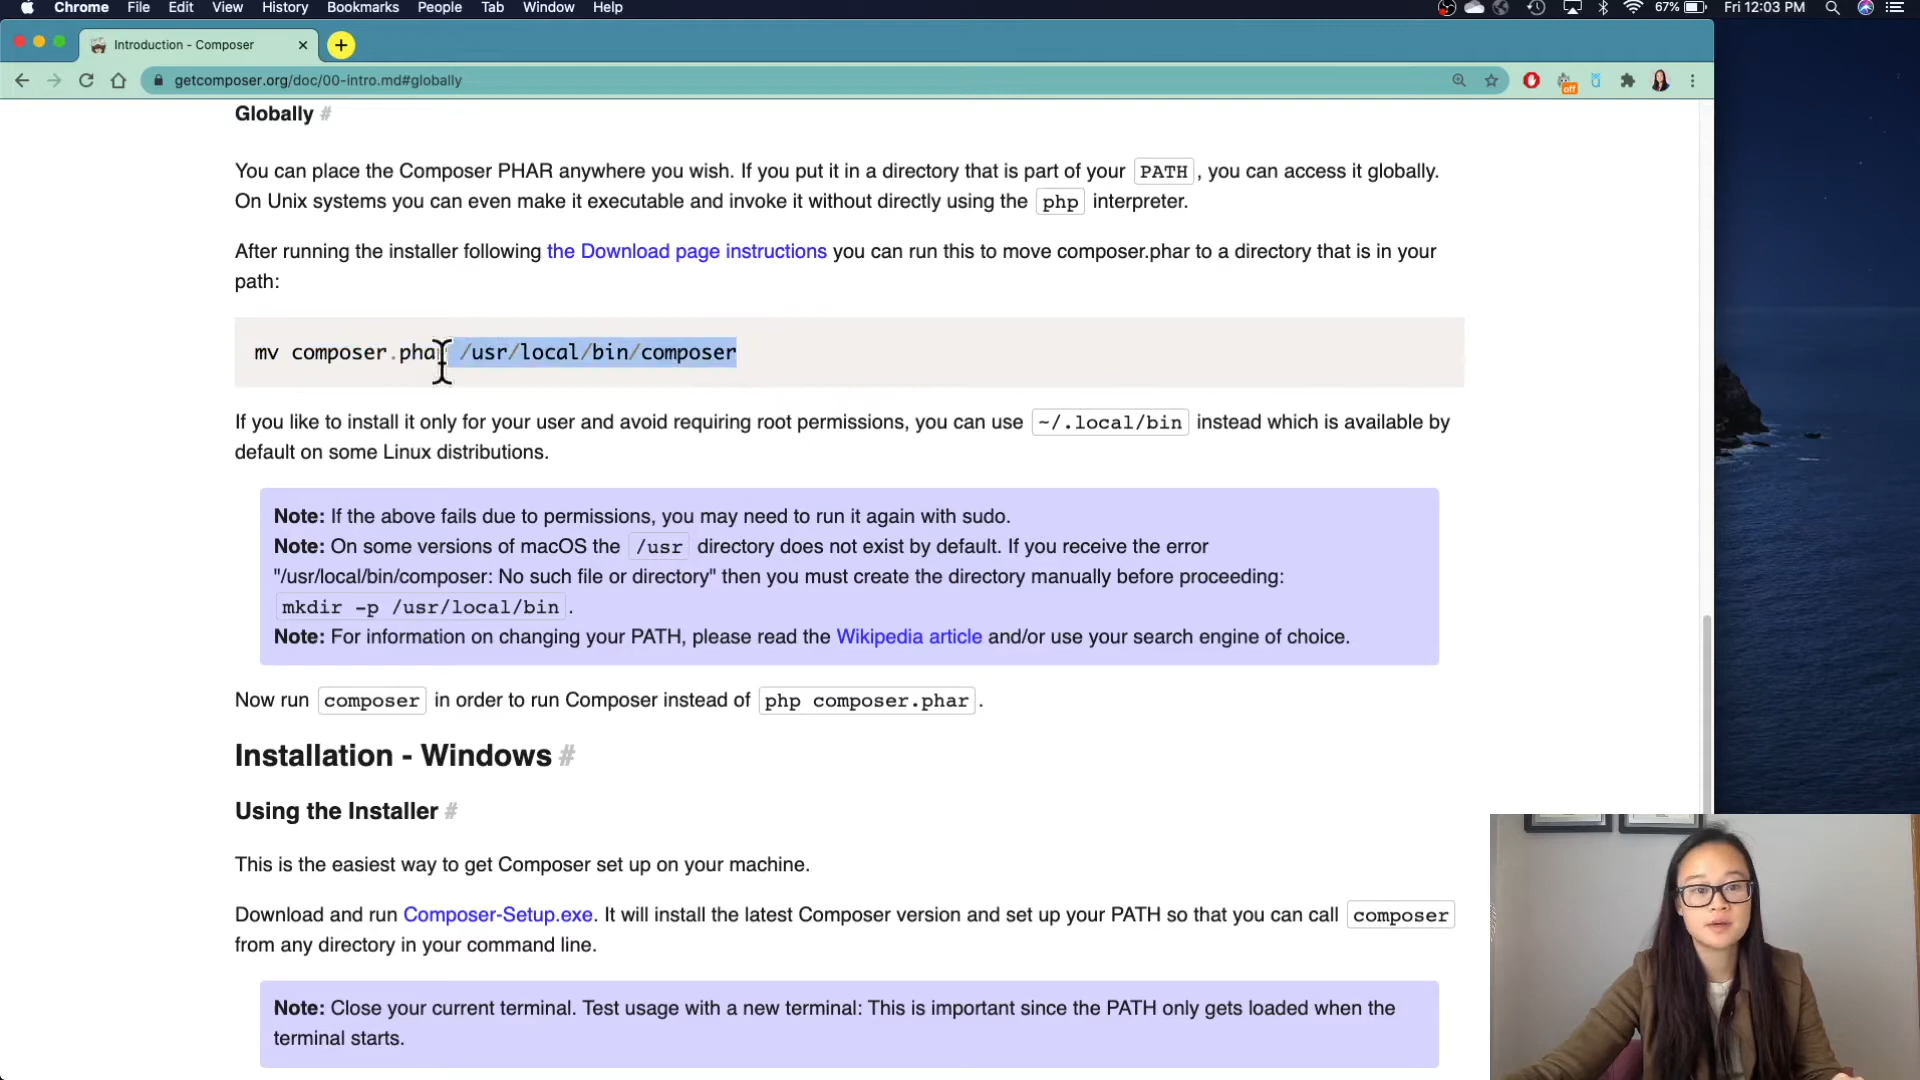 Chrome File Edit View History Bookmarks People Tab Window Help 67% Fri 12:03 PM
Introduction - Composer
getcomposer.org/doc/00-intro.md#globally
off
Globally #
You can place the Composer PHAR anywhere you wish. If you put it in a directory that is part of your PATH, you can access it globally.
On Unix systems you can even make it executable and invoke it without directly using the php interpreter.
After running the installer following the Download page instructions you can run this to move composer.phar to a directory that is in your
path:
mv composer.phar /usr/local/bin/composer
If you like to install it only for your user and avoid requiring root permissions, you can use ~/.local/bin instead which is available by
default on some Linux distributions.
Note: If the above fails due to permissions, you may need to run it again with sudo.
Note: On some versions of macOS the /usr directory does not exist by default. If you receive the error
"/usr/local/bin/composer: No such file or directory" then you must create the directory manually before proceeding:
mkdir -p /usr/local/bin.
Note: For information on changing your PATH, please read the Wikipedia article and/or use your search engine of choice.
Now run composer in order to run Composer instead of php composer.phar.
Installation - Windows #
Using the Installer #
This is the easiest way to get Composer set up on your machine.
Download and run Composer-Setup.exe. It will install the latest Composer version and set up your PATH so that you can call composer
from any directory in your command line.
Note: Close your current terminal. Test usage with a new terminal: This is important since the PATH only gets loaded when the
terminal starts.